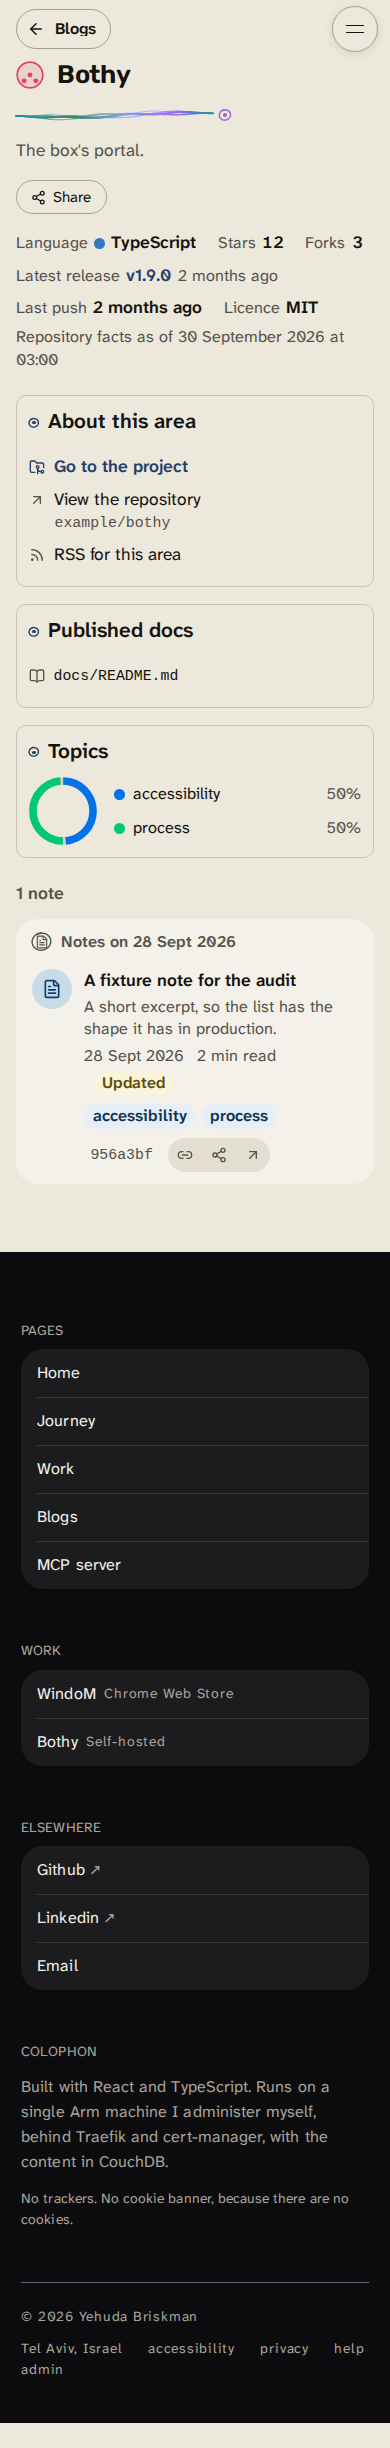 Blogs
Bothy
The box's portal.
Share
Language TypeScript Stars 12 Forks 3
Latest release v1.9.0 2 months ago
Last push 2 months ago Licence MIT
Repository facts as of 30 September 2026 at
03:00
About this area
Go to the project
View the repository
example/bothy
RSS for this area
Published docs
docs/README.md
Topics
accessibility 50%
process 50%
1 note
Notes on 28 Sept 2026
A fixture note for the audit
A short excerpt, so the list has the
shape it has in production.
28 Sept 2026 2 min read
Updated
accessibility process
956a3bf
PAGES
Home
Journey
Work
Blogs
MCP server
WORK
WindoM Chrome Web Store
Bothy Self-hosted
ELSEWHERE
Github ↗
Linkedin ↗
Email
COLOPHON
Built with React and TypeScript. Runs on a
single Arm machine I administer myself,
behind Traefik and cert-manager, with the
content in CouchDB.
No trackers. No cookie banner, because there are no
cookies.
© 2026 Yehuda Briskman
Tel Aviv, Israel accessibility privacy help
admin